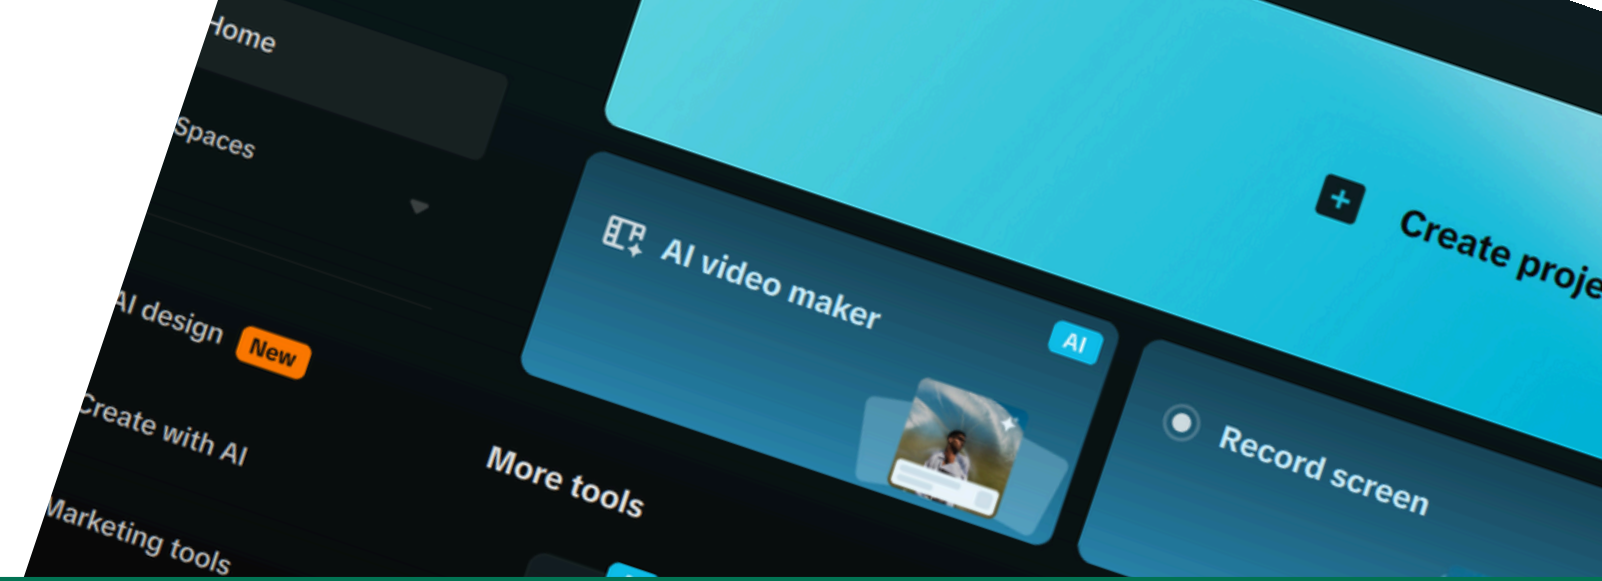 Home
Spaces
AI design
New
Create with AI
Marketing tools
Create proje
AI video maker
AI
Record screen
More tools